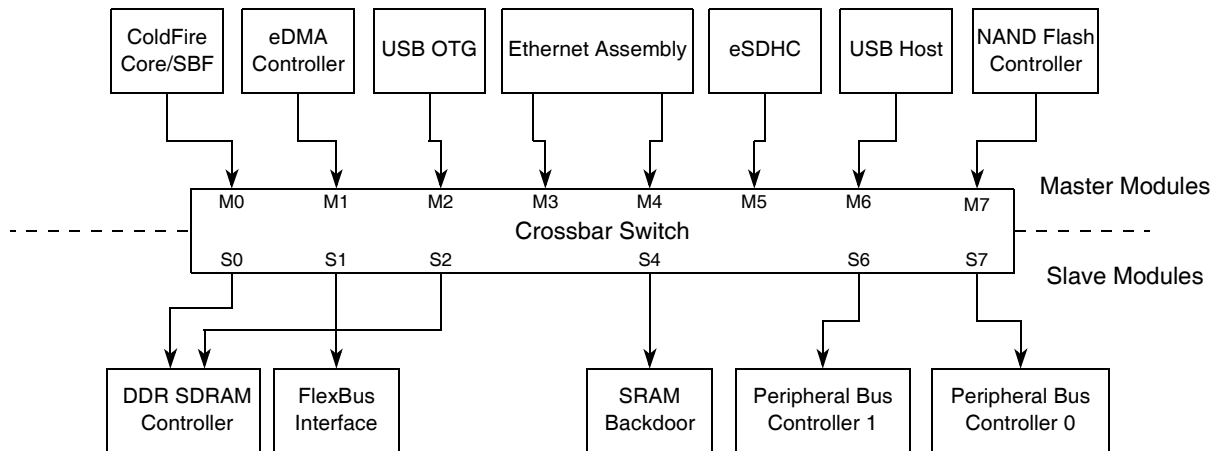 ColdFire
Core/SBF
eDMA
Controller
USB OTG
Ethernet Assembly
eSDHC
USB Host
NAND Flash
Controller
Master Modules
M0 M1 M2 M3 M4 M5 M6 M7
Crossbar Switch
S0 S1 S2 S4 S6 S7
Slave Modules
DDR SDRAM
Controller
FlexBus
Interface
SRAM
Backdoor
Peripheral Bus
Controller 1
Peripheral Bus
Controller 0